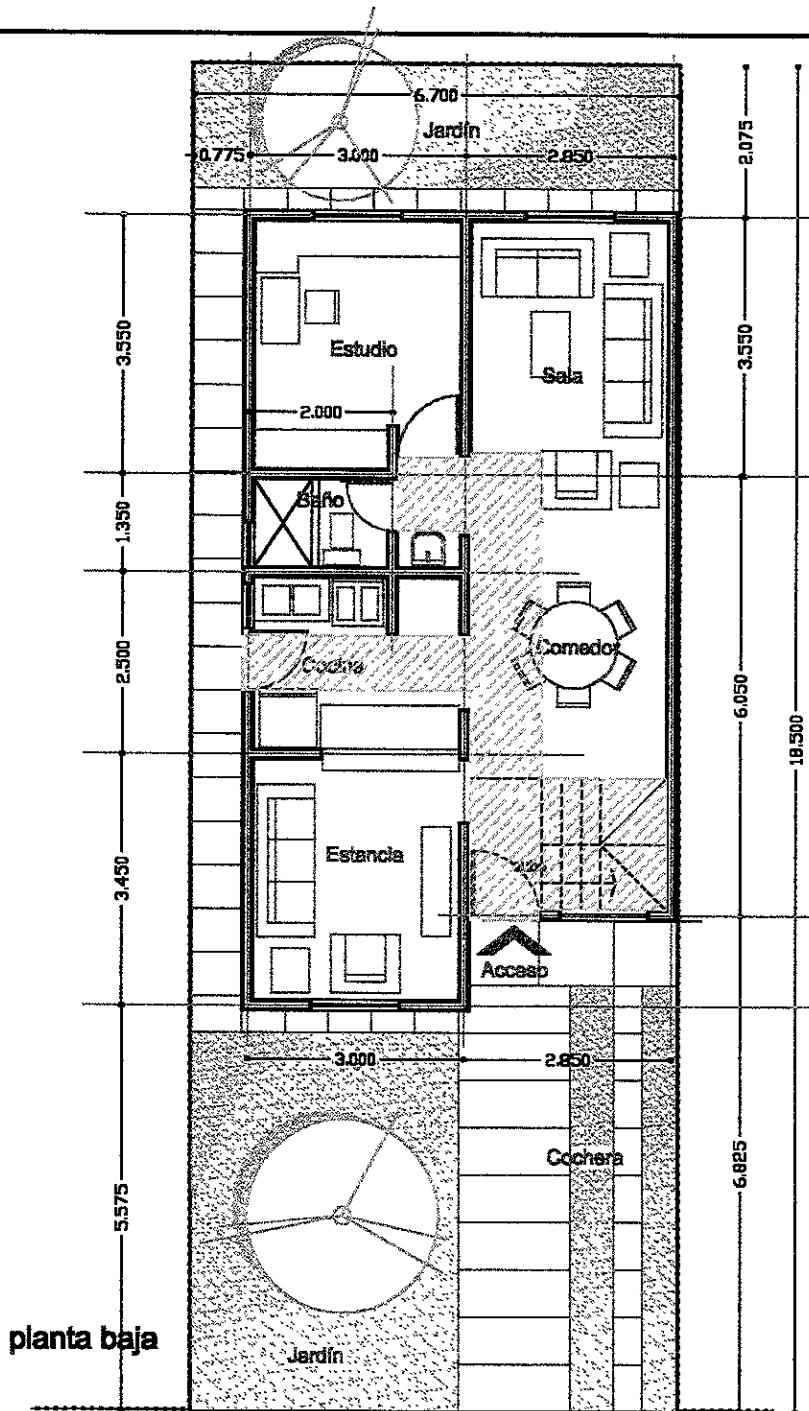 6.700
Jardín
0.775
3.000
2.850
2.075
3.550
3.550
Estudio
Sala
2.000
Baño
1.350
Comedor
Cocina
2.500
6.050
18.500
Estancia
3.450
Acceso
3.000
2.850
Cochera
6.825
5.575
planta baja
Jardín